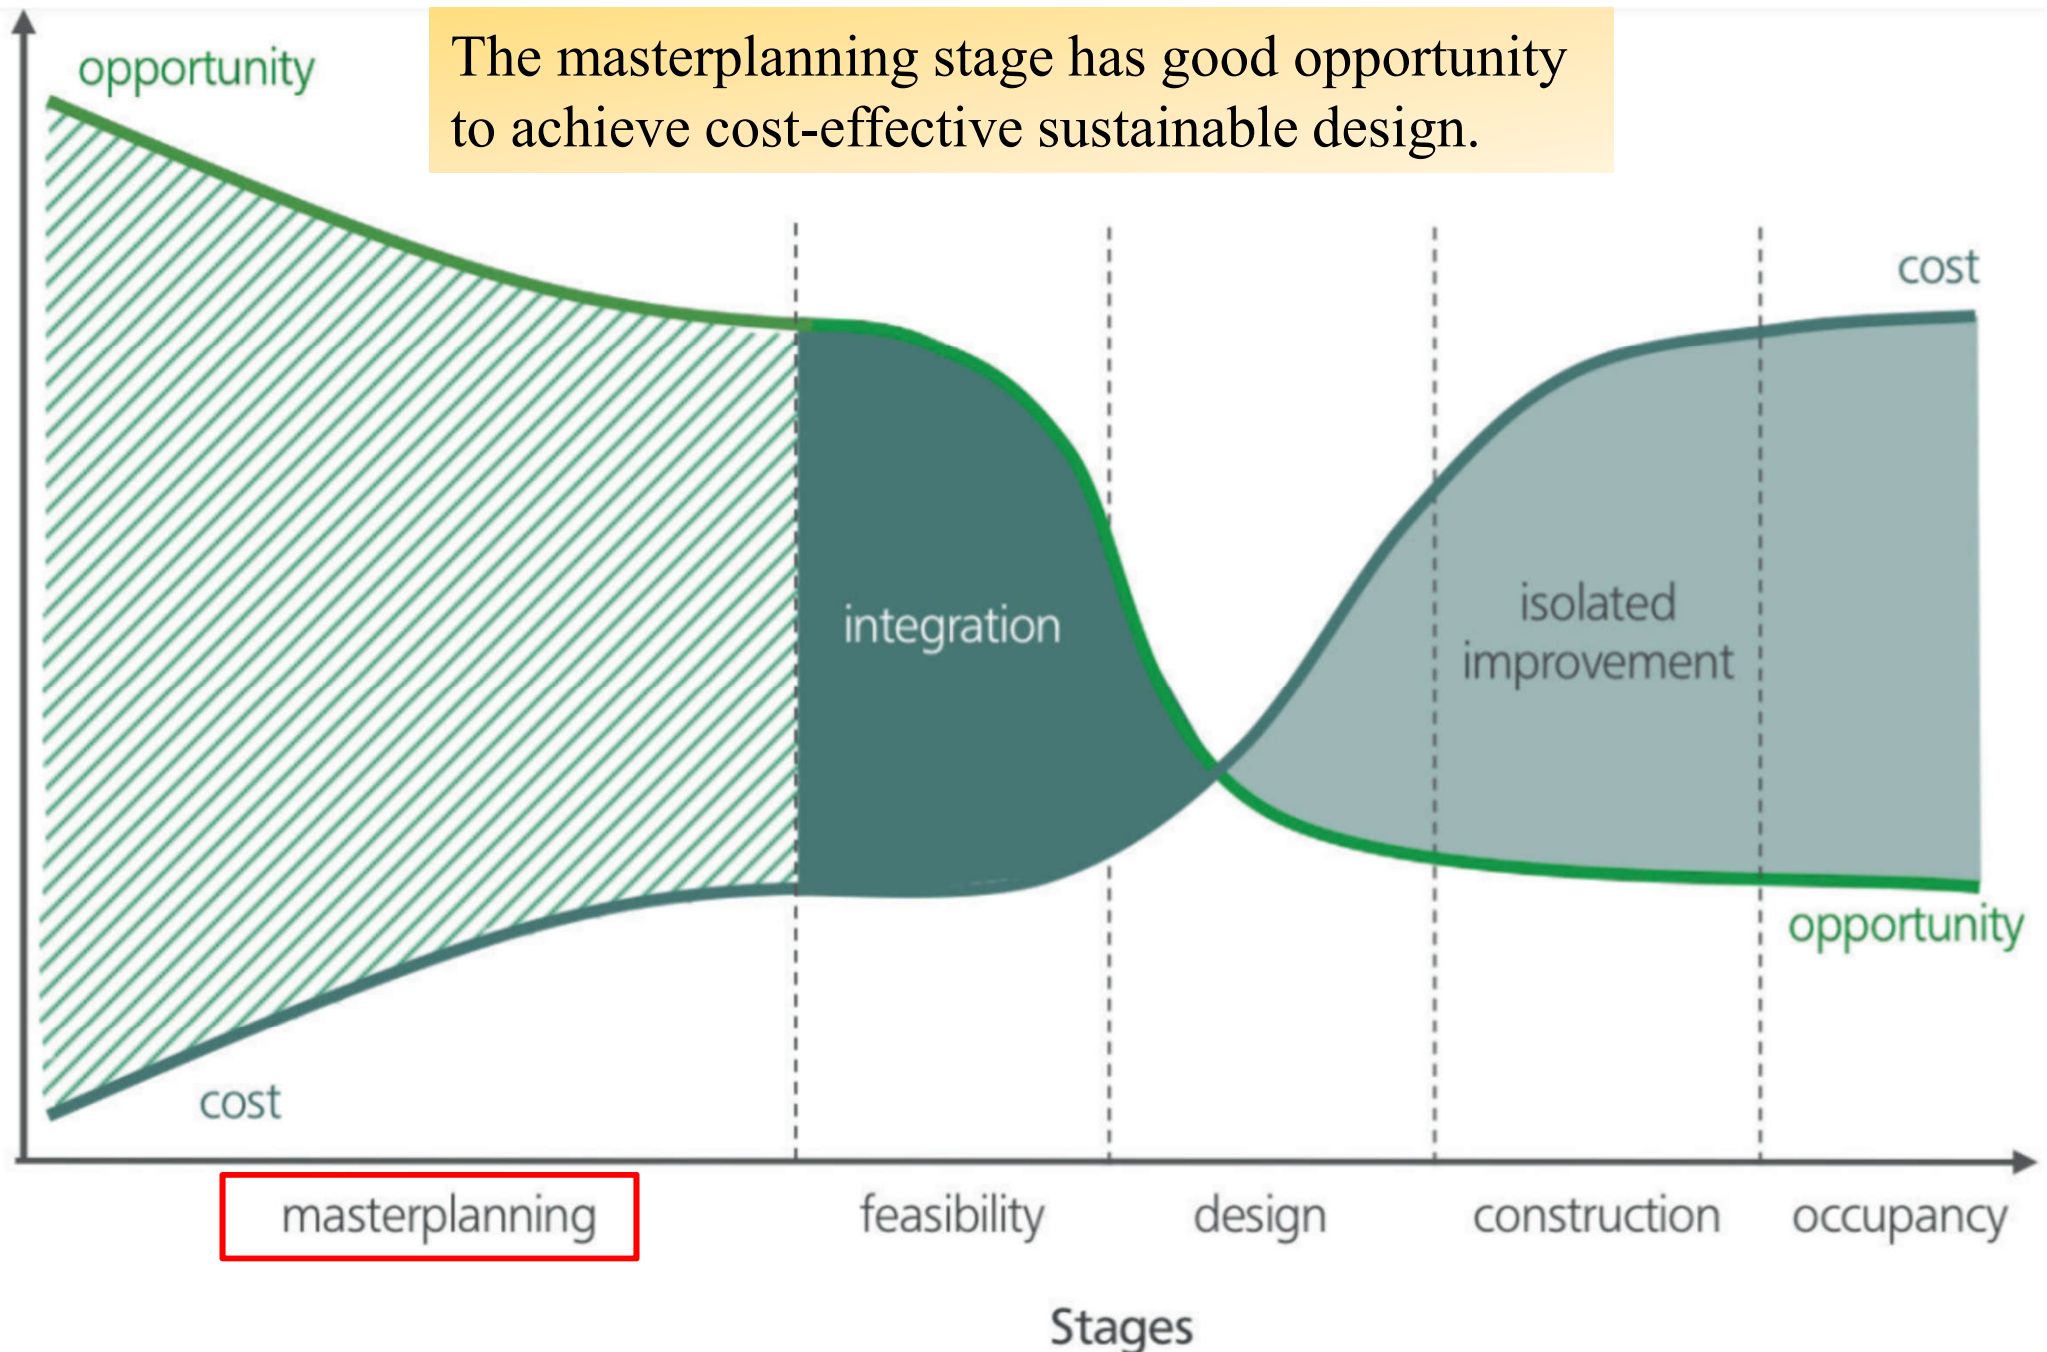 The masterplanning stage has good opportunity
to achieve cost-effective sustainable design.
opportunity
cost
integration
isolated
improvement
opportunity
cost
masterplanning
feasibility
design
construction
occupancy
Stages